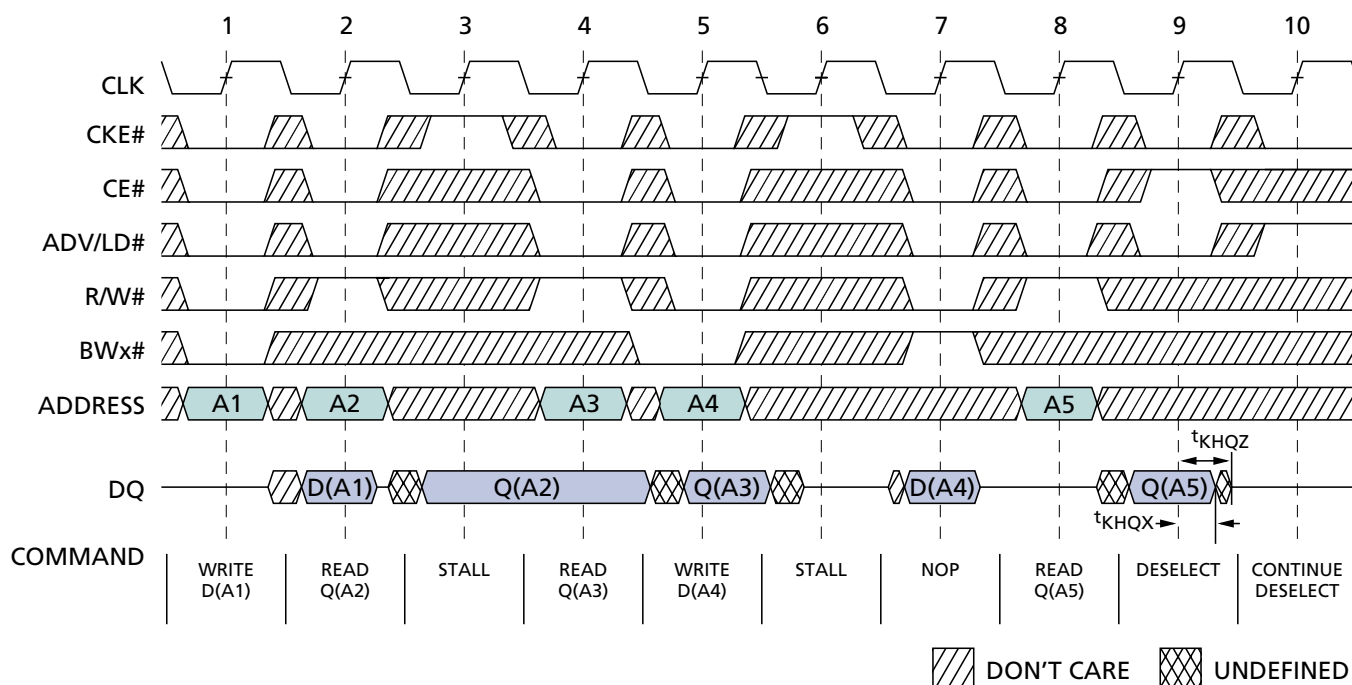 1 2 3 4 5 6 7 8 9 10
CLK
CKE#
CE#
ADV/LD#
R/W#
BWx#
ADDRESS A1 A2 A3 A4 A5
tKHQZ
DQ D(A1) Q(A2) Q(A3) D(A4) Q(A5)
tKHQX
COMMAND
WRITE READ STALL READ WRITE STALL NOP READ DESELECT CONTINUE
D(A1) Q(A2) Q(A3) D(A4) Q(A5) DESELECT
DON'T CARE UNDEFINED